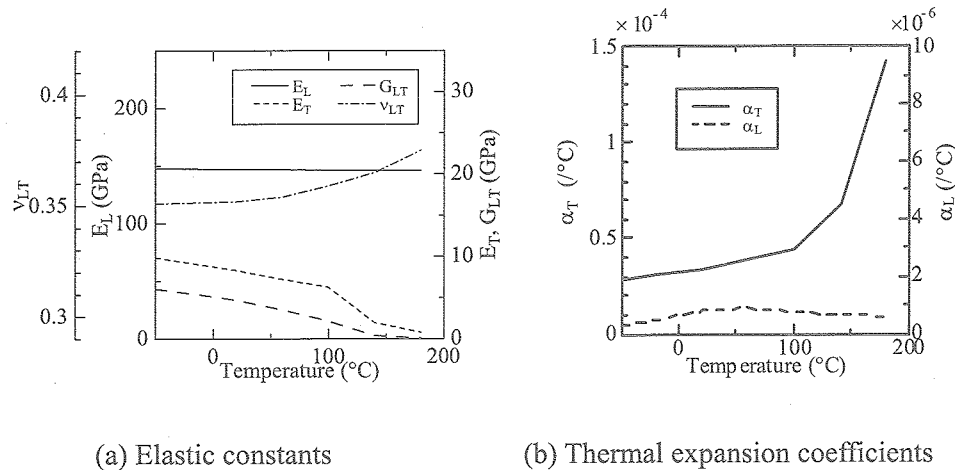 × 10⁻⁴
× 10⁻⁶
E_L
G_LT
E_T
ν_LT
0.4
0.35
0.3
ν_LT
200
150
100
50
0
E_L (GPa)
30
20
10
0
E_T, G_LT (GPa)
0
100
200
Temperature (°C)
1.5
1
0.5
0
α_T (/°C)
α_T
α_L
10
8
6
4
2
0
α_L (/°C)
0
100
200
Temperature (°C)
(a) Elastic constants
(b) Thermal expansion coefficients